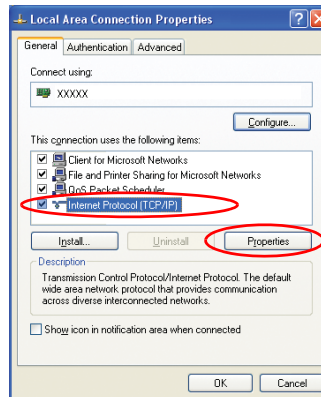 Local Area Connection Properties
General Authentication Advanced
Connect using:
XXXXX
Configure...
This connection uses the following items:
Client for Microsoft Networks
File and Printer Sharing for Microsoft Networks
QoS Packet Scheduler
Internet Protocol (TCP/IP)
Install... Uninstall Properties
Description
Transmission Control Protocol/Internet Protocol. The default
wide area network protocol that provides communication
across diverse interconnected networks.
Show icon in notification area when connected
OK Cancel